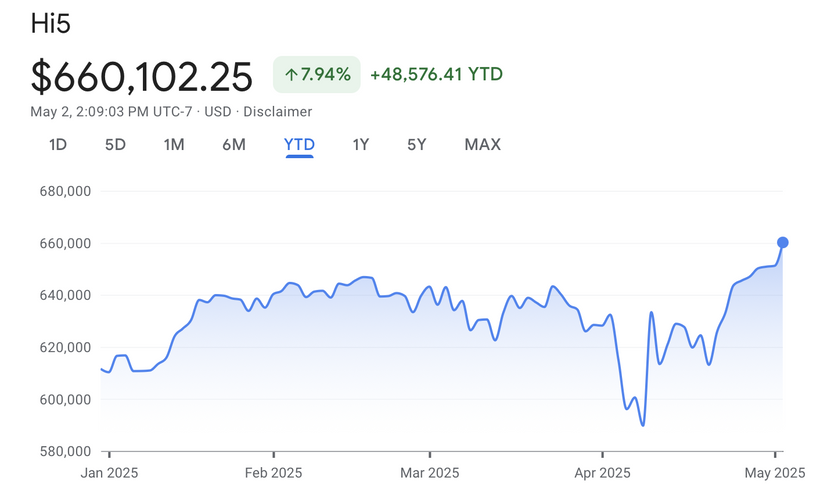 Hi5
$660,102.25 ↑7.94% +48,576.41 YTD
May 2, 2:09:03 PM UTC-7 · USD · Disclaimer
1D 5D 1M 6M YTD 1Y 5Y MAX
680,000
660,000
640,000
620,000
600,000
580,000
Jan 2025 Feb 2025 Mar 2025 Apr 2025 May 2025